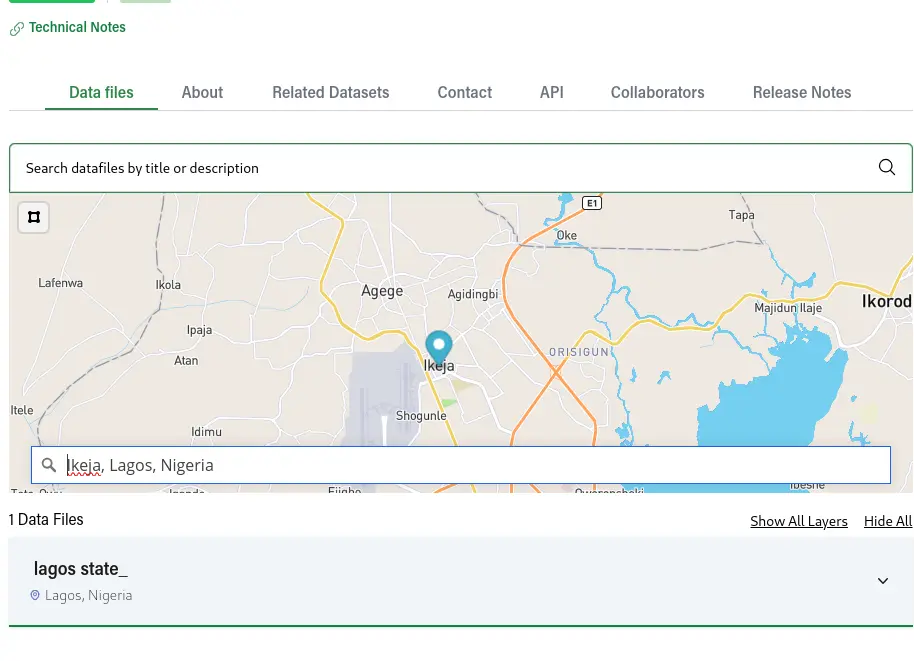 Technical Notes
Data files About Related Datasets Contact API Collaborators Release Notes
Search datafiles by title or description
E1
Tapa
Oke
Lafenwa
Ikola
Agege
Agidingbi
Ikorod
Majidun Ilaje
Ipaja
ORISIGUN
Atan
Ikeja
Itele
Shogunle
Idimu
Ikeja, Lagos, Nigeria
1 Data Files
Show All Layers Hide All
lagos state_
Lagos, Nigeria